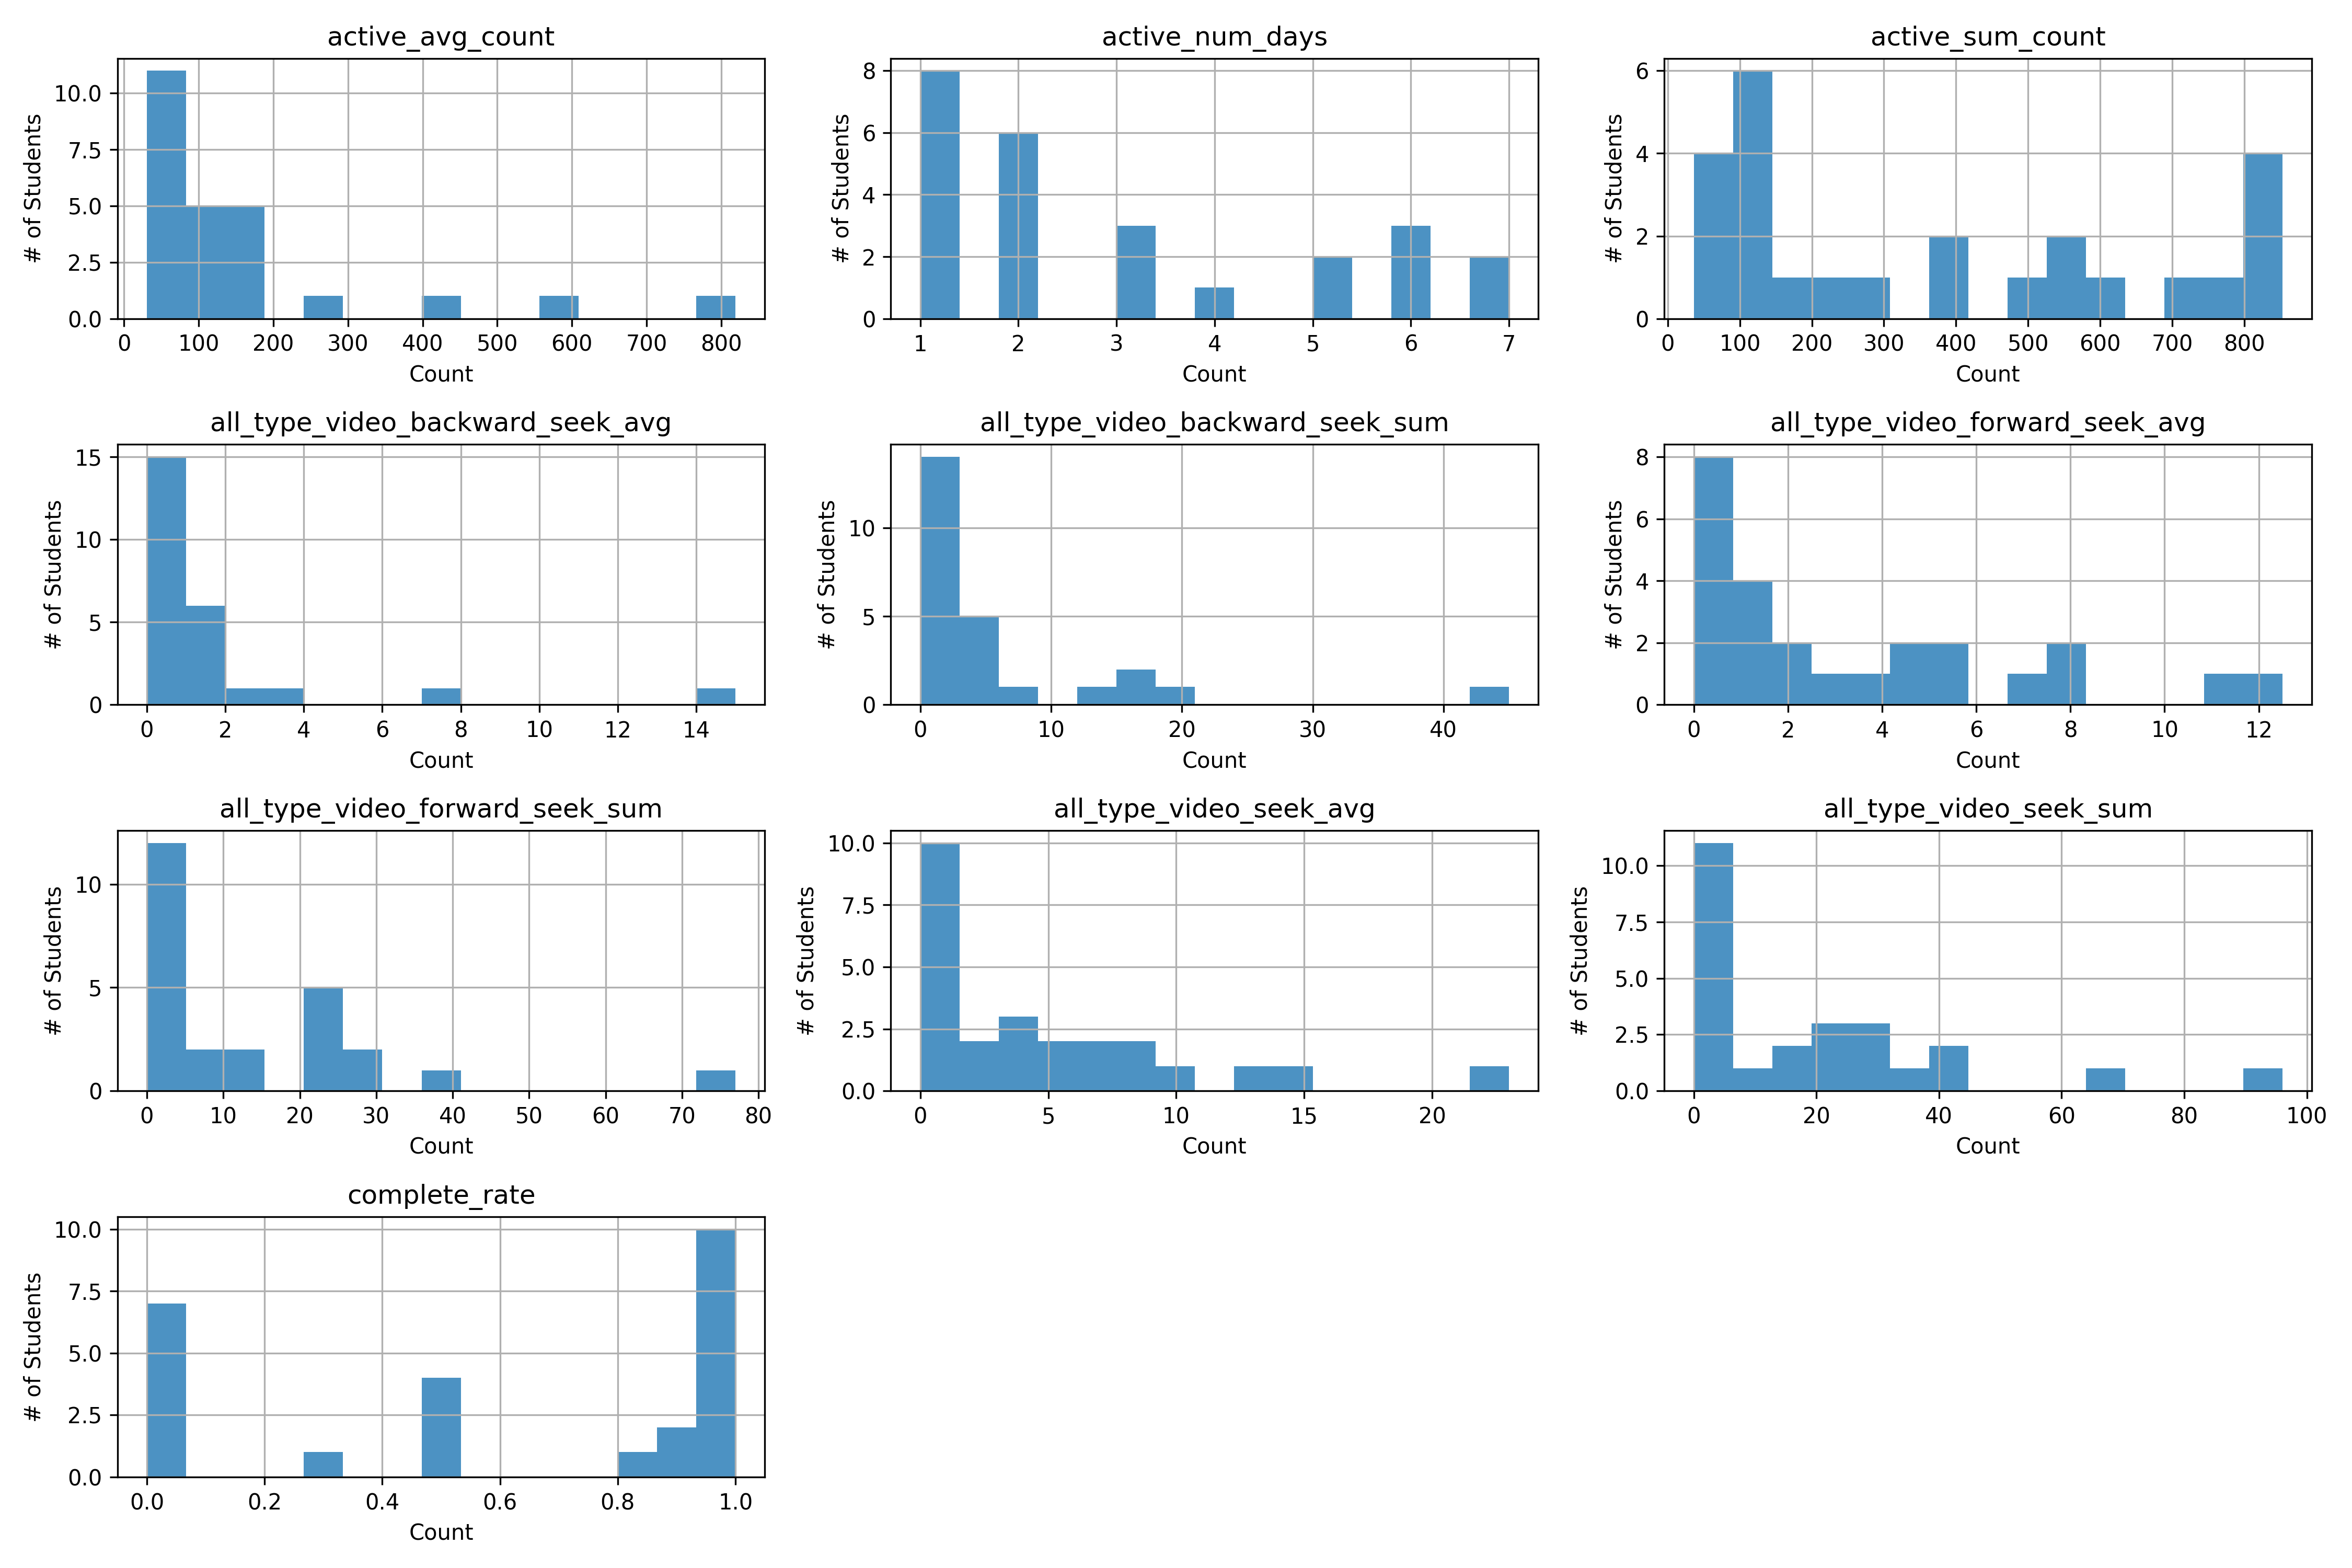 active_avg_count
# of Students
10.0
7.5
5.0
2.5
0.0
0 100 200 300 400 500 600 700 800
Count
active_num_days
# of Students
8
6
4
2
0
1 2 3 4 5 6 7
Count
active_sum_count
# of Students
6
4
2
0
0 100 200 300 400 500 600 700 800
Count
all_type_video_backward_seek_avg
# of Students
15
10
5
0
0 2 4 6 8 10 12 14
Count
all_type_video_backward_seek_sum
# of Students
10
5
0
0 10 20 30 40
Count
all_type_video_forward_seek_avg
# of Students
8
6
4
2
0
0 2 4 6 8 10 12
Count
all_type_video_forward_seek_sum
# of Students
10
5
0
0 10 20 30 40 50 60 70 80
Count
all_type_video_seek_avg
# of Students
10.0
7.5
5.0
2.5
0.0
0 5 10 15 20
Count
all_type_video_seek_sum
# of Students
10.0
7.5
5.0
2.5
0.0
0 20 40 60 80 100
Count
complete_rate
# of Students
10.0
7.5
5.0
2.5
0.0
0.0 0.2 0.4 0.6 0.8 1.0
Count